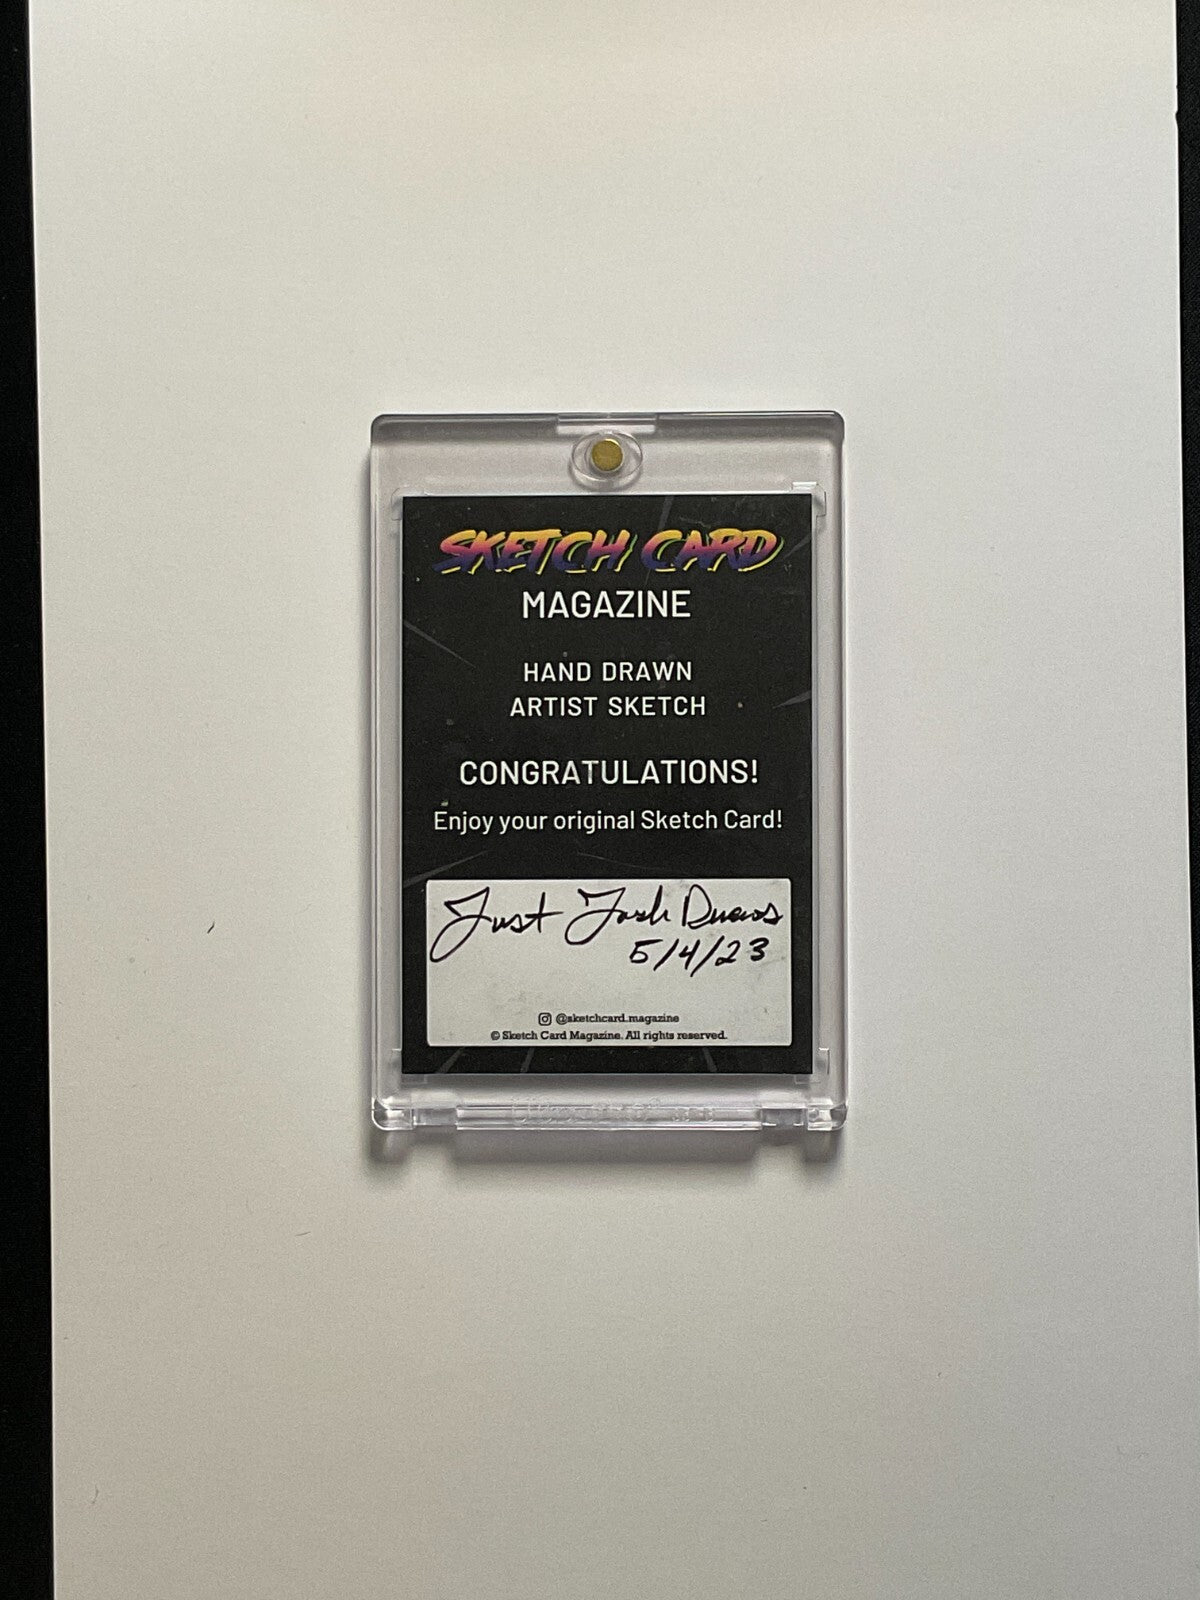 SKETCH CARD
MAGAZINE
HAND DRAWN
ARTIST SKETCH
CONGRATULATIONS!
Enjoy your original Sketch Card!
Just Josh Draws
5/4/23
@sketchcard.magazine
© Sketch Card Magazine. All rights reserved.